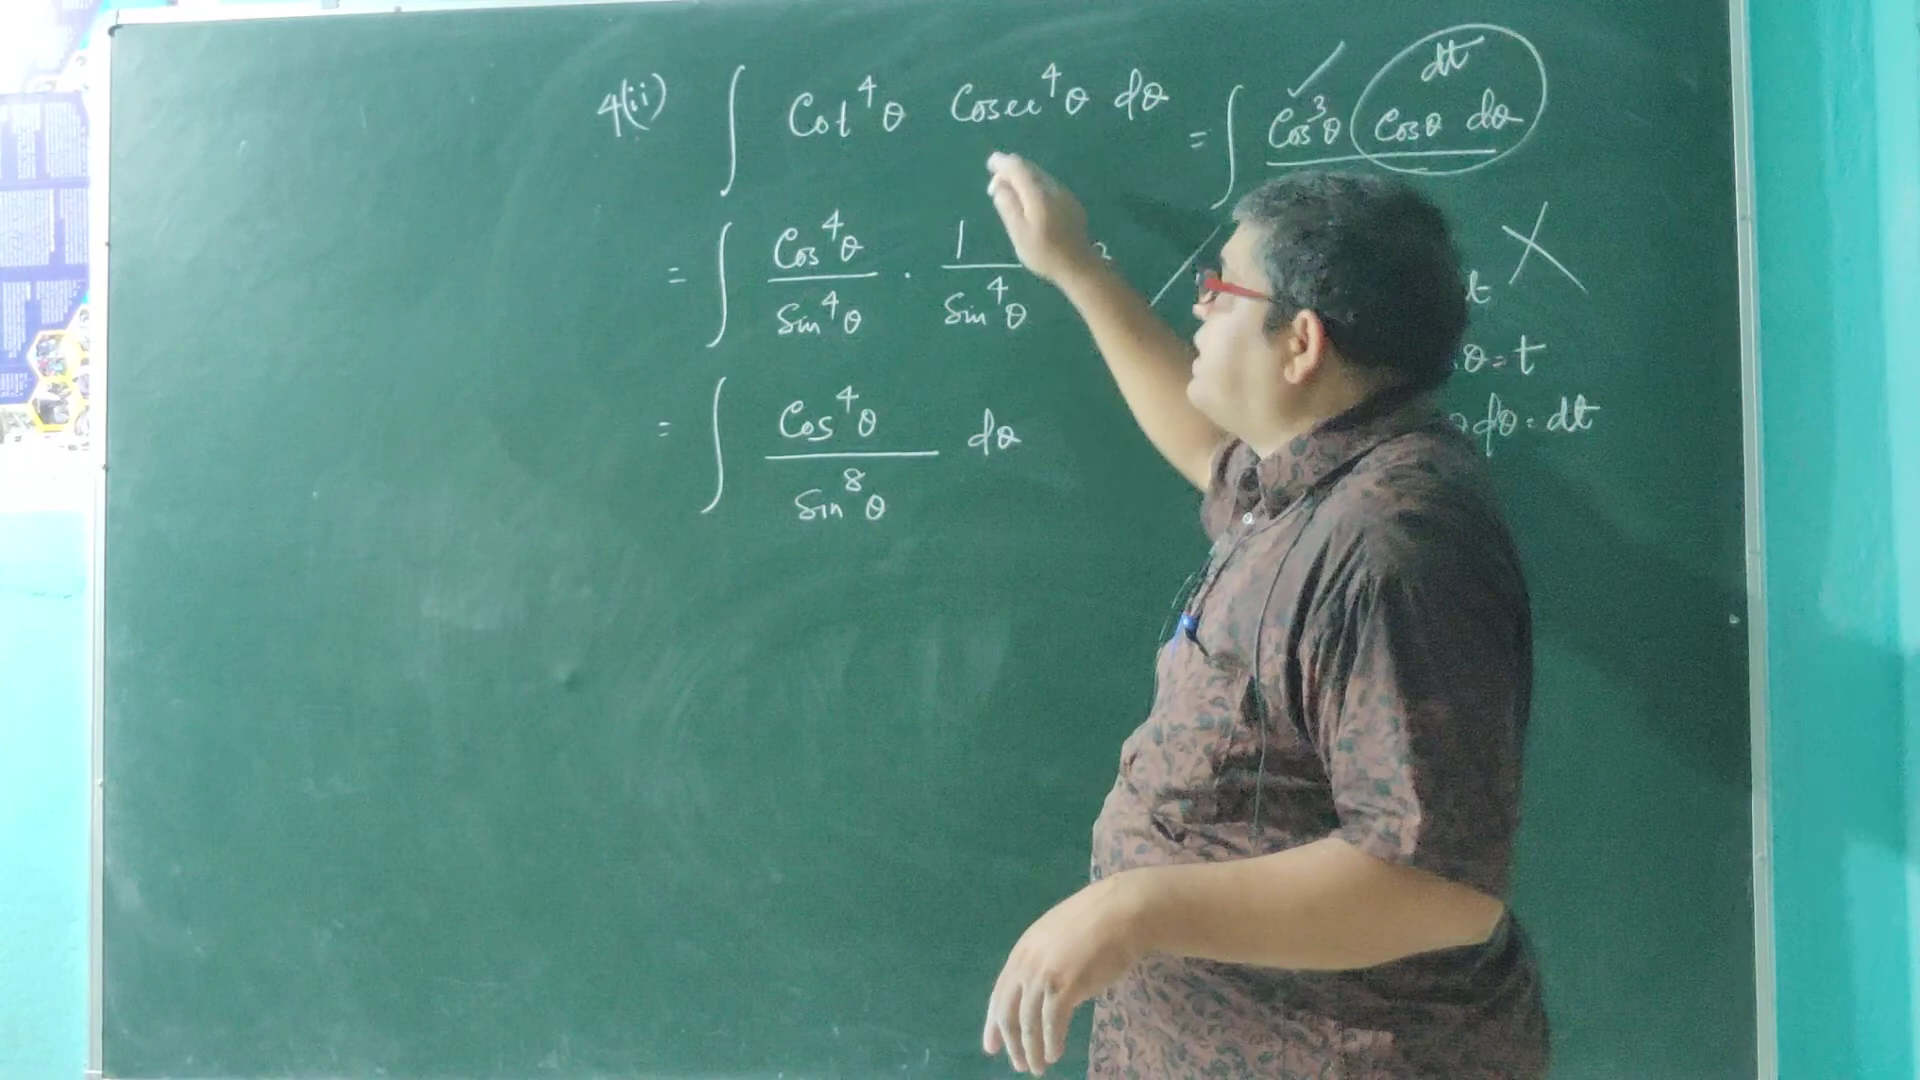 4(ii) ∫ Cot⁴θ Cosec⁴θ dθ = ∫ Cos³θ Cosθ dθ
dt
= ∫ Cos⁴θ / Sin⁴θ · 1 / Sin⁴θ
= ∫ Cos⁴θ / Sin⁸θ dθ
t
θ = t
dθ = dt